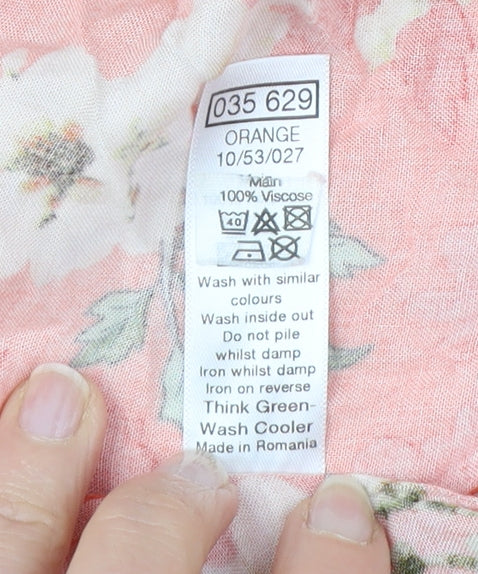 035 629
ORANGE
10/53/027
Main
100% Viscose
40
Wash with similar
colours
Wash inside out
Do not pile
whilst damp
Iron whilst damp
Iron on reverse
Think Green-
Wash Cooler
Made in Romania